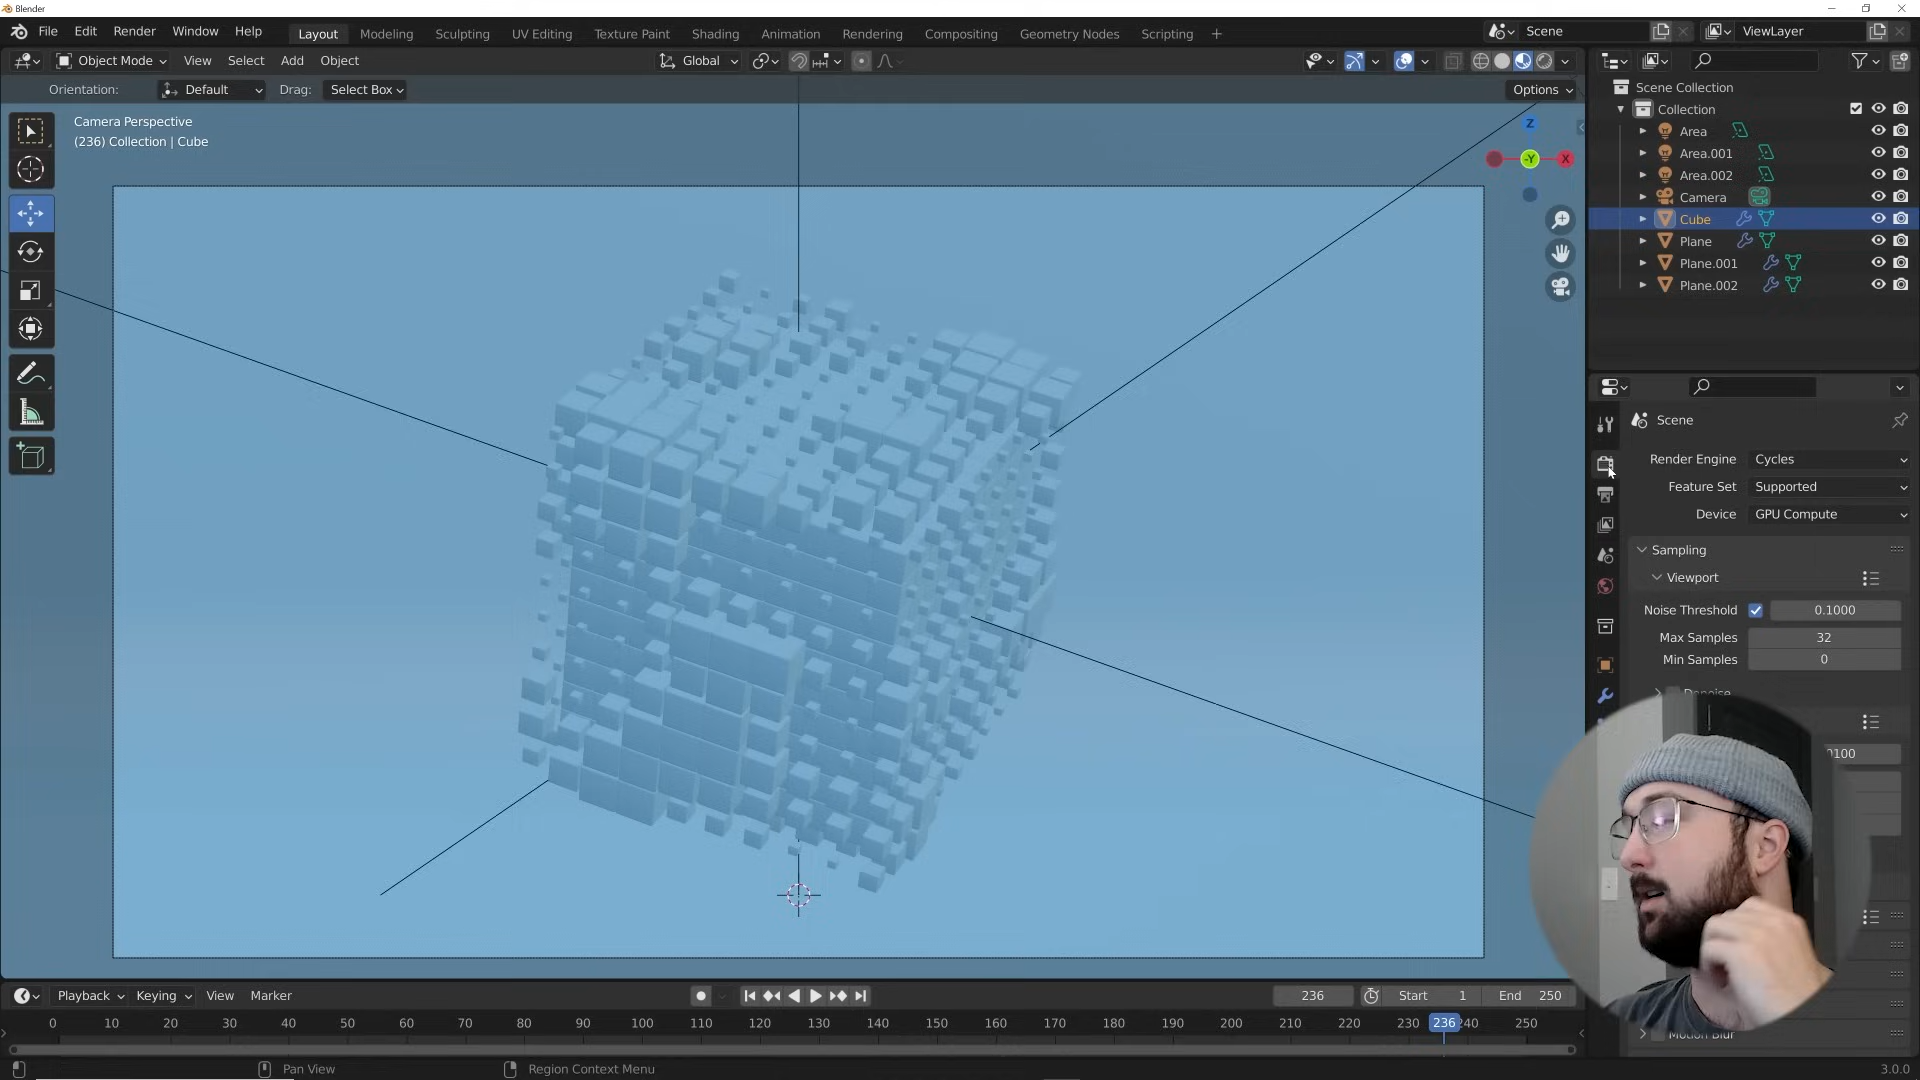 Blender
File Edit Render Window Help Layout Modeling Sculpting UV Editing Texture Paint Shading Animation Rendering Compositing Geometry Nodes Scripting +
Scene
ViewLayer
Object Mode View Select Add Object
Global
Orientation: Default Drag: Select Box
Options
Camera Perspective
(236) Collection | Cube
Z
-Y
X
Scene Collection
Collection
Area
Area.001
Area.002
Camera
Cube
Plane
Plane.001
Plane.002
Scene
Render Engine Cycles
Feature Set Supported
Device GPU Compute
Sampling
Viewport
Noise Threshold 0.1000
Max Samples 32
Min Samples 0
Denoise
0100
Motion Blur
Playback Keying View Marker
236
Start 1 End 250
0 10 20 30 40 50 60 70 80 90 100 110 120 130 140 150 160 170 180 190 200 210 220 230 236 240 250
Pan View
Region Context Menu
3.0.0